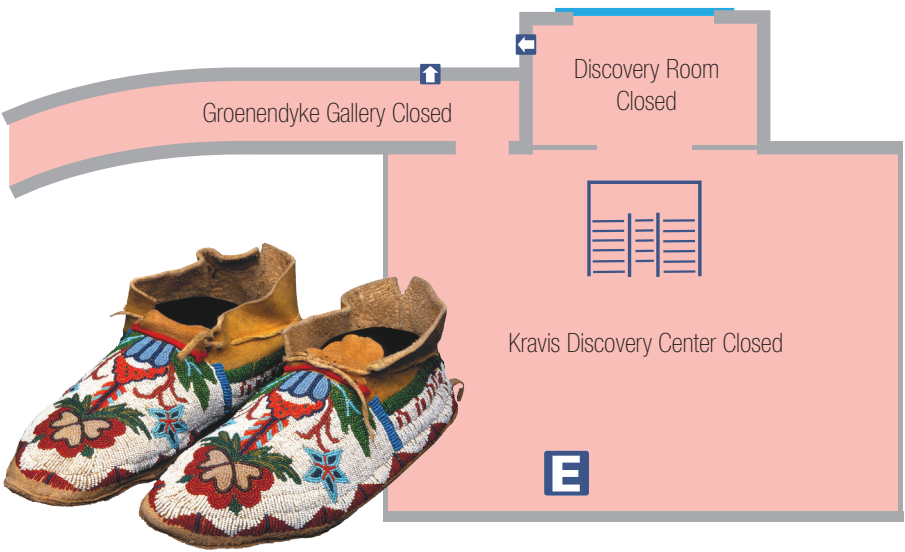 Discovery Room
Closed
Groenendyke Gallery Closed
Kravis Discovery Center Closed
E